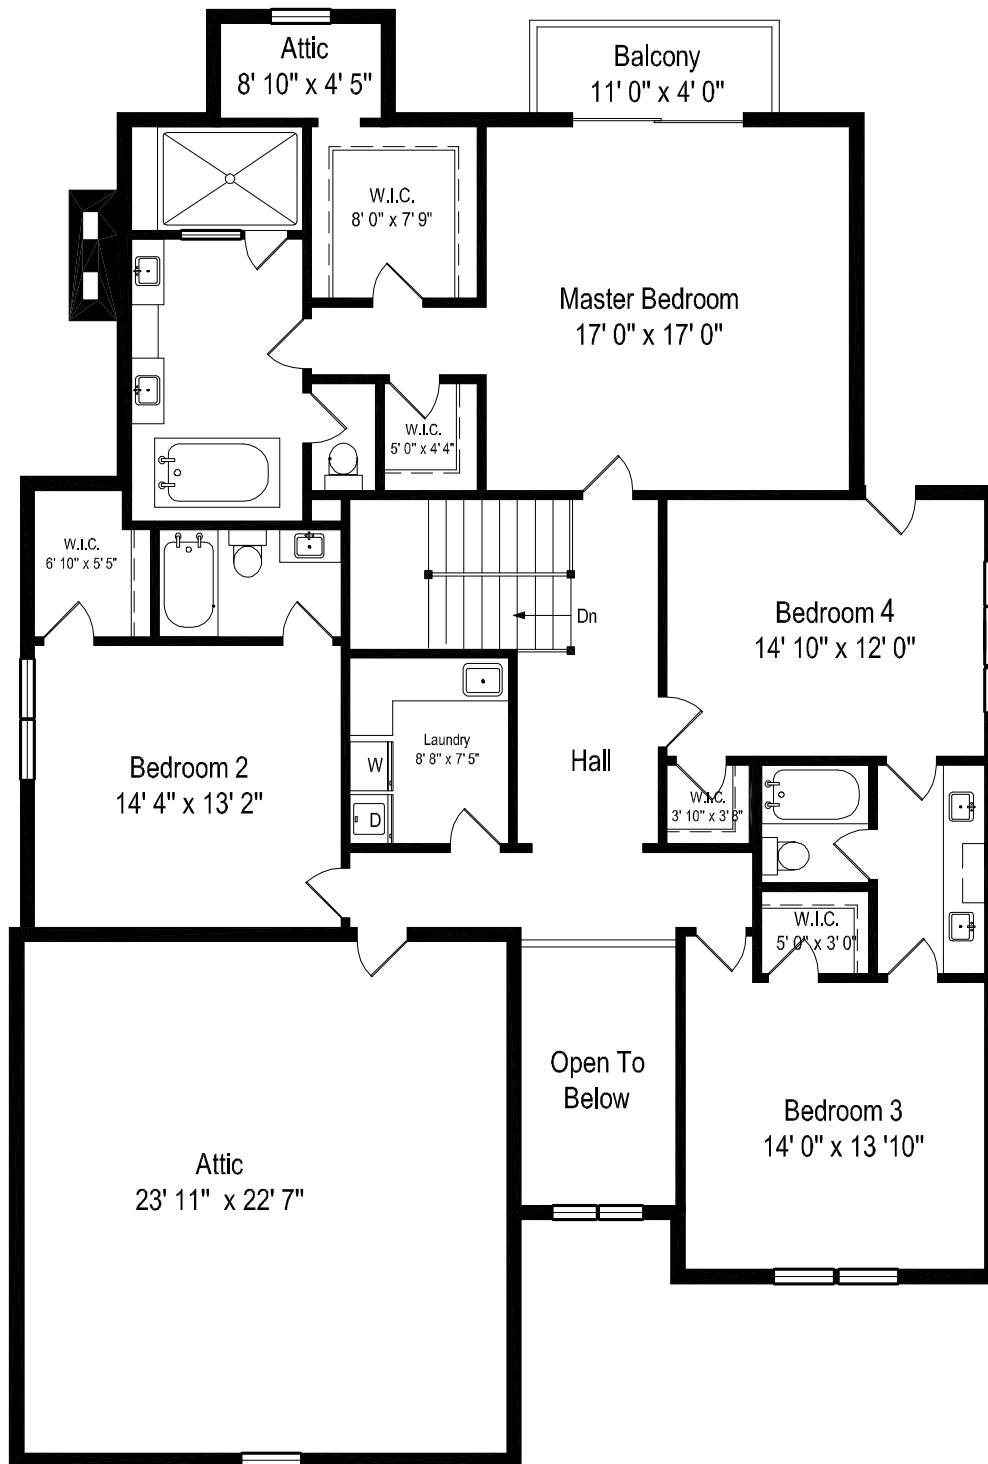 Attic
8' 10" x 4' 5"
Balcony
11' 0" x 4' 0"
W.I.C.
8' 0" x 7' 9"
Master Bedroom
17' 0" x 17' 0"
W.I.C.
5' 0" x 4' 4"
W.I.C.
6' 10" x 5' 5"
Dn
Bedroom 4
14' 10" x 12' 0"
Laundry
8' 8" x 7' 5"
W
D
Hall
Bedroom 2
14' 4" x 13' 2"
W.I.C.
3' 10" x 3' 8"
W.I.C.
5' 0" x 3' 0"
Open To
Below
Bedroom 3
14' 0" x 13 '10"
Attic
23' 11" x 22' 7"